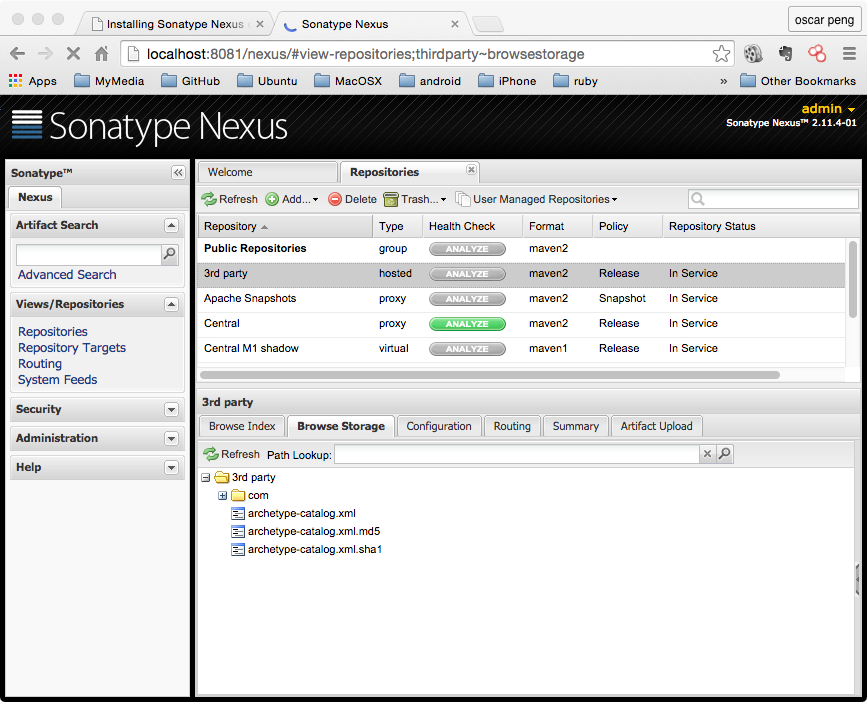 Installing Sonatype Nexus
Sonatype Nexus
oscar peng
localhost:8081/nexus/#view-repositories;thirdparty~browsestorage
Apps MyMedia GitHub Ubuntu MacOSX android iPhone ruby » Other Bookmarks
Sonatype Nexus
admin
Sonatype Nexus™ 2.11.4-01
Sonatype™
Nexus
Artifact Search
Advanced Search
Views/Repositories
Repositories
Repository Targets
Routing
System Feeds
Security
Administration
Help
Welcome Repositories
Refresh Add... Delete Trash... User Managed Repositories
Repository Type Health Check Format Policy Repository Status
Public Repositories group ANALYZE maven2
3rd party hosted ANALYZE maven2 Release In Service
Apache Snapshots proxy ANALYZE maven2 Snapshot In Service
Central proxy ANALYZE maven2 Release In Service
Central M1 shadow virtual ANALYZE maven1 Release In Service
3rd party
Browse Index Browse Storage Configuration Routing Summary Artifact Upload
Refresh Path Lookup:
3rd party
com
archetype-catalog.xml
archetype-catalog.xml.md5
archetype-catalog.xml.sha1